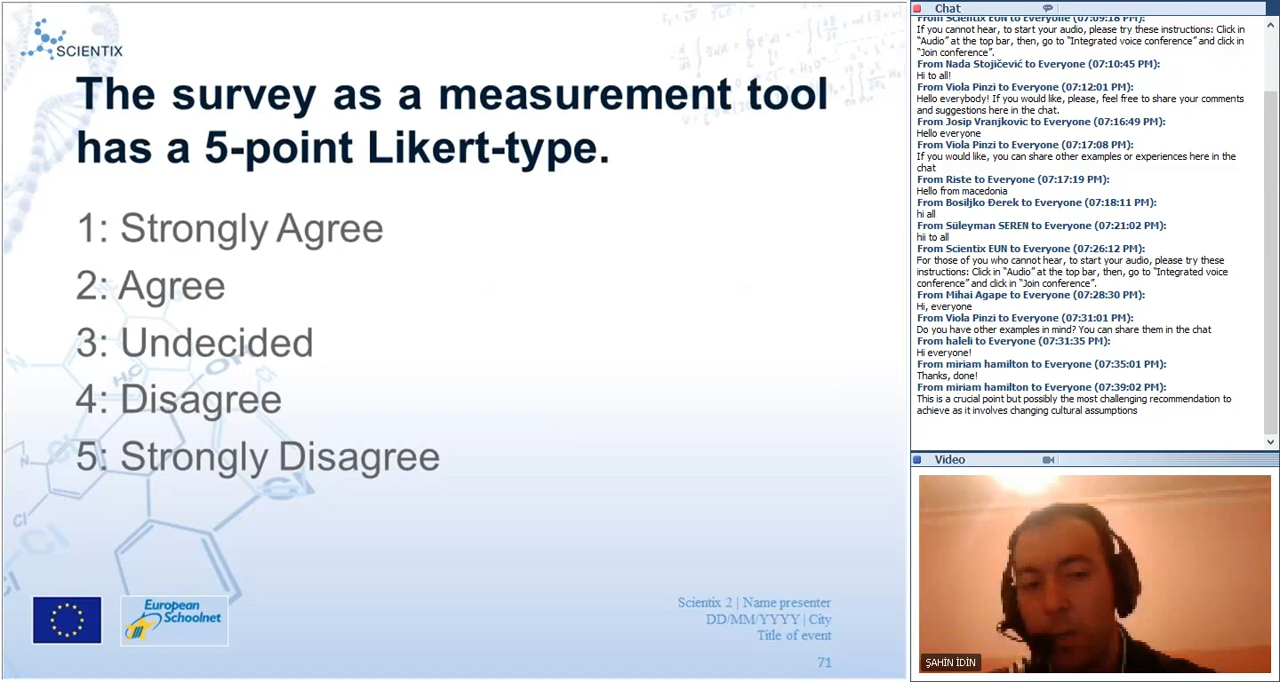 SCIENTIX
The survey as a measurement tool
has a 5-point Likert-type.
1: Strongly Agree
2: Agree
3: Undecided
4: Disagree
5: Strongly Disagree
European
Schoolnet
Scientix 2 | Name presenter
DD/MM/YYYY | City
Title of event
71
Chat
From Scientix EUN to Everyone (07:09:18 PM):
If you cannot hear, to start your audio, please try these instructions: Click in
“Audio” at the top bar, then, go to “Integrated voice conference” and click in
“Join conference”.
From Nada Stojičević to Everyone (07:10:45 PM):
Hi to all!
From Viola Pinzi to Everyone (07:12:01 PM):
Hello everybody! If you would like, please, feel free to share your comments
and suggestions here in the chat.
From Josip Vranjkovic to Everyone (07:16:49 PM):
Hello everyone
From Viola Pinzi to Everyone (07:17:08 PM):
If you would like, you can share other examples or experiences here in the
chat
From Riste to Everyone (07:17:19 PM):
Hello from macedonia
From Bosiljko Đerek to Everyone (07:18:11 PM):
hi all
From Süleyman SEREN to Everyone (07:21:02 PM):
hii to all
From Scientix EUN to Everyone (07:26:12 PM):
For those of you who cannot hear, to start your audio, please try these
instructions: Click in “Audio” at the top bar, then, go to “Integrated voice
conference” and click in “Join conference”.
From Mihai Agape to Everyone (07:28:30 PM):
Hi, everyone
From Viola Pinzi to Everyone (07:31:01 PM):
Do you have other examples in mind? You can share them in the chat
From haleli to Everyone (07:31:35 PM):
Hi everyone!
From miriam hamilton to Everyone (07:35:01 PM):
Thanks, done!
From miriam hamilton to Everyone (07:39:02 PM):
This is a crucial point but possibly the most challenging recommendation to
achieve as it involves changing cultural assumptions
Video
ŞAHİN İDİN